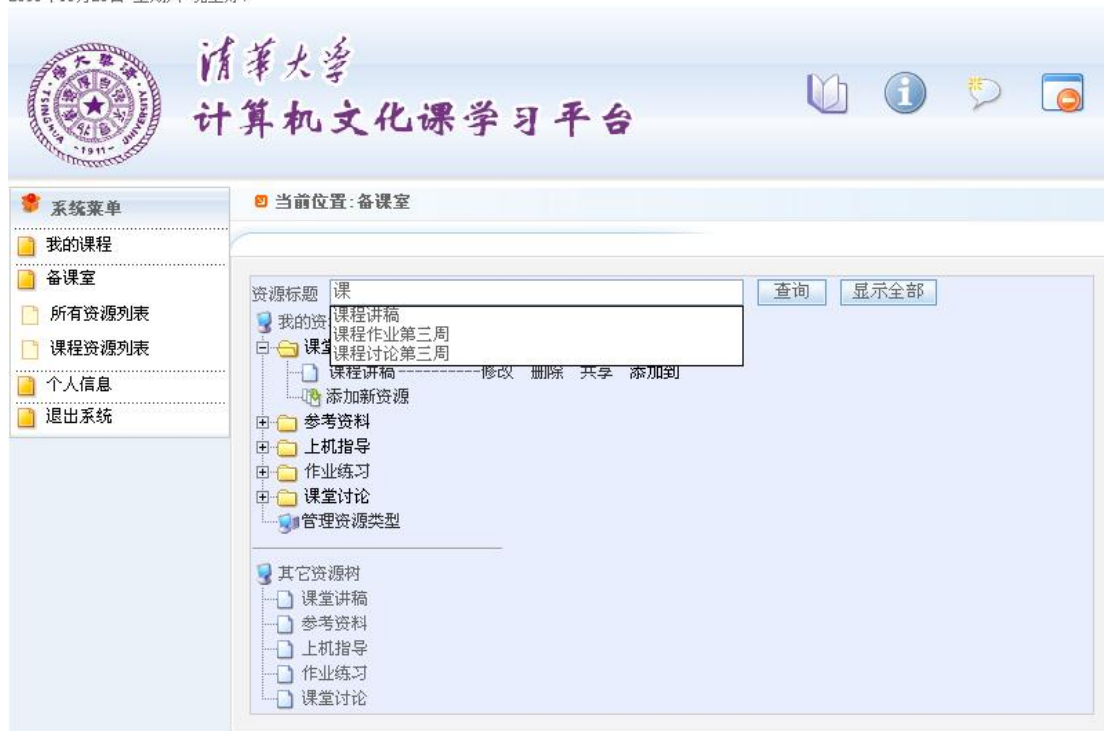 清华大学
计算机文化课学习平台
系统菜单
我的课程
备课室
所有资源列表
课程资源列表
个人信息
退出系统
当前位置:备课室
资源标题 课 查询 显示全部
课程讲稿
课程作业第三周
课程讨论第三周
我的资
课堂
课程讲稿----------修改 删除 共享 添加到
添加新资源
参考资料
上机指导
作业练习
课堂讨论
管理资源类型
其它资源树
课堂讲稿
参考资料
上机指导
作业练习
课堂讨论